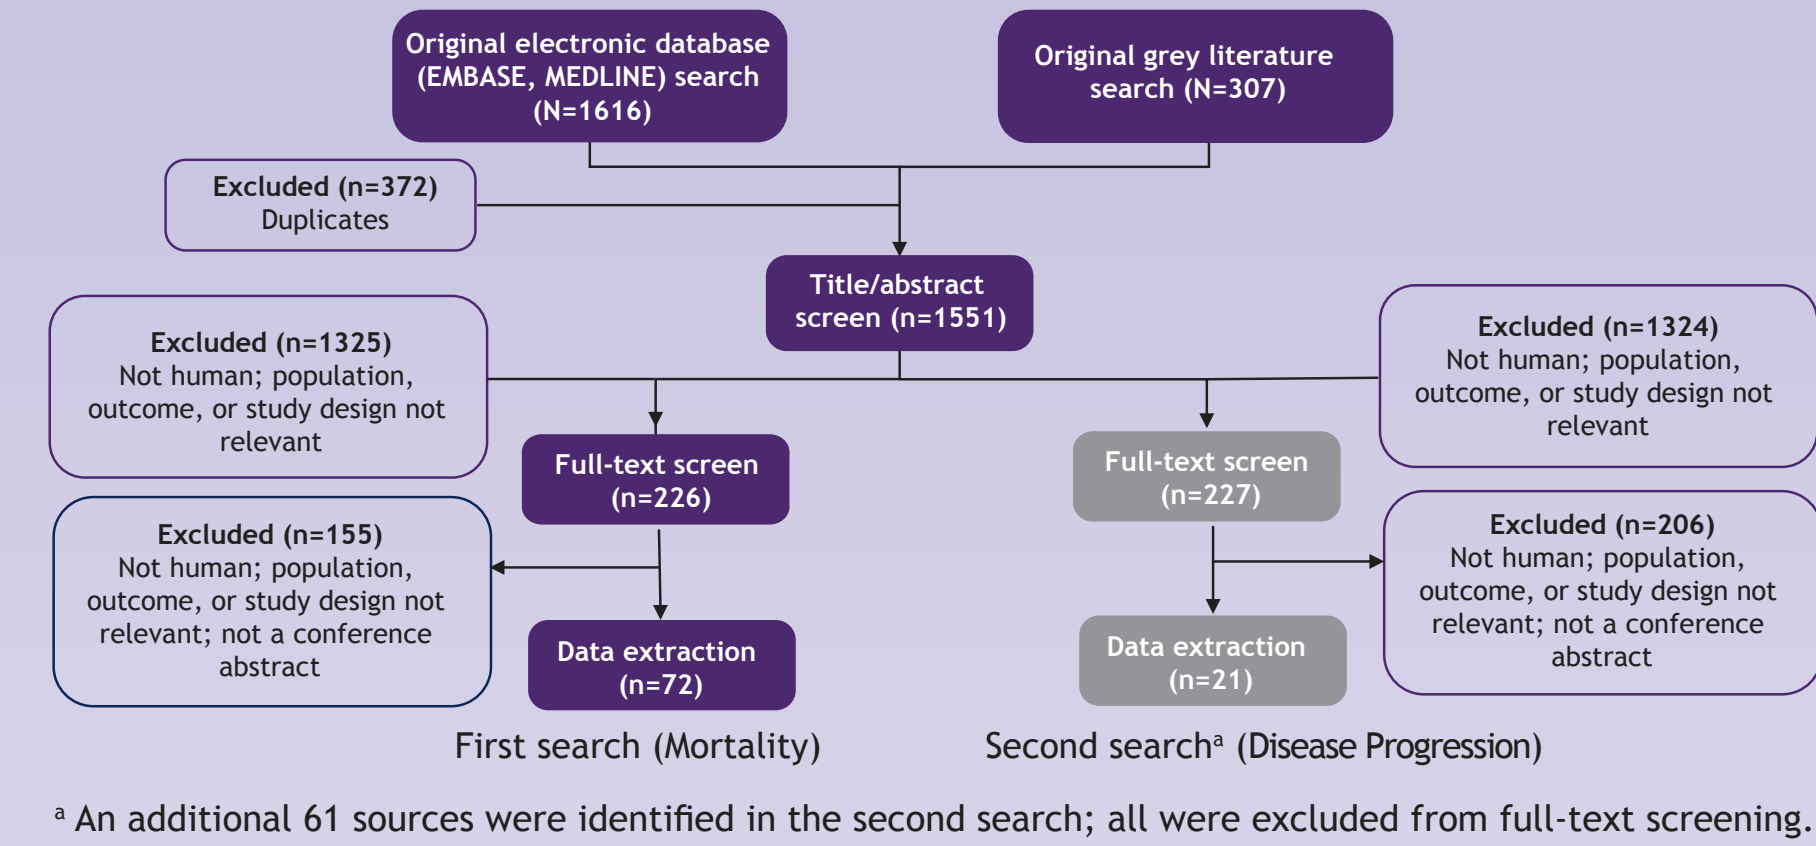 Original electronic database
(EMBASE, MEDLINE) search
(N=1616)
Original grey literature
search (N=307)
Excluded (n=372)
Duplicates
Title/abstract
screen (n=1551)
Excluded (n=1325)
Not human; population,
outcome, or study design not
relevant
Excluded (n=1324)
Not human; population,
outcome, or study design not
relevant
Full-text screen
(n=226)
Full-text screen
(n=227)
Excluded (n=155)
Not human; population,
outcome, or study design not
relevant; not a conference
abstract
Excluded (n=206)
Not human; population,
outcome, or study design not
relevant; not a conference
abstract
Data extraction
(n=72)
Data extraction
(n=21)
First search (Mortality)
Second searchᵃ (Disease Progression)
ᵃ An additional 61 sources were identified in the second search; all were excluded from full-text screening.